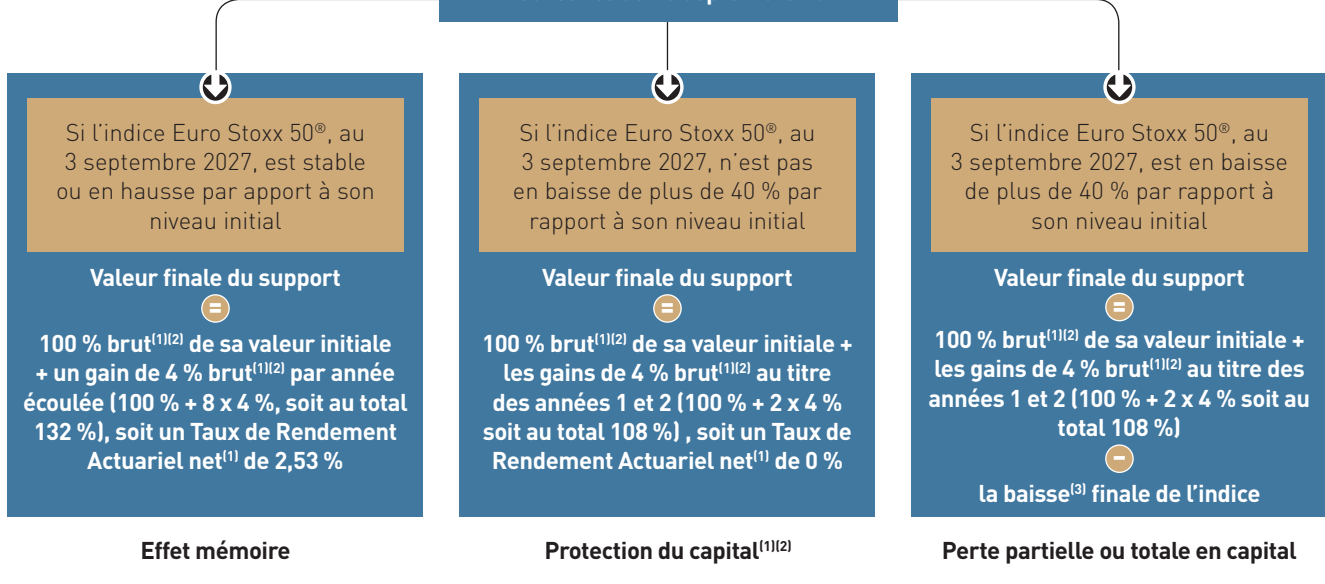 Si l'indice Euro Stoxx 50®, au
3 septembre 2027, est stable
ou en hausse par apport à son
niveau initial
Valeur finale du support
=
100 % brut(1)(2) de sa valeur initiale
+ un gain de 4 % brut(1)(2) par année
écoulée (100 % + 8 x 4 %, soit au total
132 %), soit un Taux de Rendement
Actuariel net(1) de 2,53 %
Effet mémoire
Si l'indice Euro Stoxx 50®, au
3 septembre 2027, n'est pas
en baisse de plus de 40 % par
rapport à son niveau initial
Valeur finale du support
=
100 % brut(1)(2) de sa valeur initiale +
les gains de 4 % brut(1)(2) au titre
des années 1 et 2 (100 % + 2 x 4 %
soit au total 108 %) , soit un Taux de
Rendement Actuariel net(1) de 0 %
Protection du capital(1)(2)
Si l'indice Euro Stoxx 50®, au
3 septembre 2027, est en baisse
de plus de 40 % par rapport à
son niveau initial
Valeur finale du support
=
100 % brut(1)(2) de sa valeur initiale +
les gains de 4 % brut(1)(2) au titre des
années 1 et 2 (100 % + 2 x 4 % soit au
total 108 %)
-
la baisse(3) finale de l'indice
Perte partielle ou totale en capital